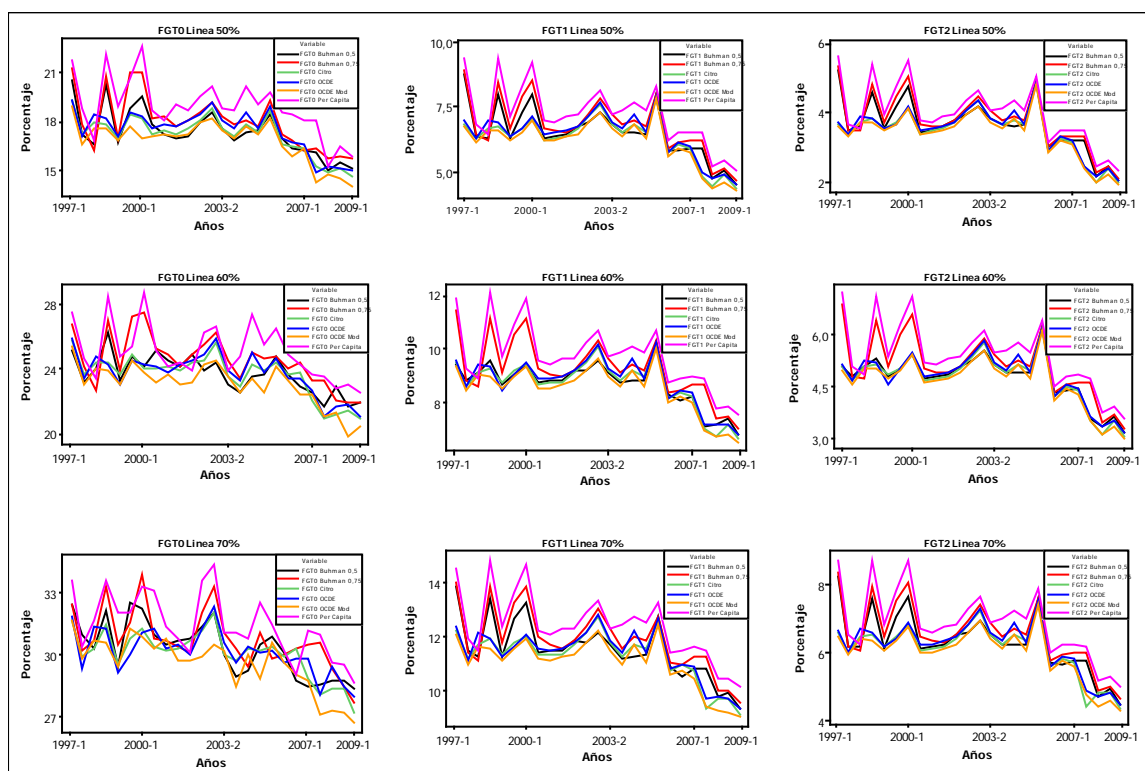 FGT0 Linea 50%
Porcentaje
21
18
15
1997-1 2000-1 2003-2 2007-1 2009-1
Años
Variable
FGT0 Buhman 0,5
FGT0 Buhman 0,75
FGT0 Citro
FGT0 OCDE
FGT0 OCDE Mod
FGT0 Per Capita
FGT1 Linea 50%
Porcentaje
10,0
7,5
5,0
1997-1 2000-1 2003-2 2007-1 2009-1
Años
Variable
FGT1 Buhman 0,5
FGT1 Buhman 0,75
FGT1 Citro
FGT1 OCDE
FGT1 OCDE Mod
FGT1 Per Capita
FGT2 Linea 50%
Porcentaje
6
4
2
1997-1 2000-1 2003-2 2007-1 2009-1
Años
Variable
FGT2 Buhman 0,5
FGT2 Buhman 0,75
FGT2 Citro
FGT2 OCDE
FGT2 OCDE Mod
FGT2 Per Capita
FGT0 Linea 60%
Porcentaje
28
24
20
1997-1 2000-1 2003-2 2007-1 2009-1
Años
Variable
FGT0 Buhman 0,5
FGT0 Buhman 0,75
FGT0 Citro
FGT0 OCDE
FGT0 OCDE Mod
FGT0 Per Capita
FGT1 Linea 60%
Porcentaje
12
10
8
1997-1 2000-1 2003-2 2007-1 2009-1
Años
Variable
FGT1 Buhman 0,5
FGT1 Buhman 0,75
FGT1 Citro
FGT1 OCDE
FGT1 OCDE Mod
FGT1 Per Capita
FGT2 Linea 60%
Porcentaje
6,0
4,5
3,0
1997-1 2000-1 2003-2 2007-1 2009-1
Años
Variable
FGT2 Buhman 0,5
FGT2 Buhman 0,75
FGT2 Citro
FGT2 OCDE
FGT2 OCDE Mod
FGT2 Per Capita
FGT0 Linea 70%
Porcentaje
33
30
27
1997-1 2000-1 2003-2 2007-1 2009-1
Años
Variable
FGT0 Buhman 0,5
FGT0 Buhman 0,75
FGT0 Citro
FGT0 OCDE
FGT0 OCDE Mod
FGT0 Per Cápita
FGT1 Linea 70%
Porcentaje
14
12
10
1997-1 2000-1 2003-2 2007-1 2009-1
Años
Variable
FGT1 Buhman 0,5
FGT1 Buhman 0,75
FGT1 Citro
FGT1 OCDE
FGT1 OCDE Mod
FGT1 Per Capita
FGT2 Linea 70%
Porcentaje
8
6
4
1997-1 2000-1 2003-2 2007-1 2009-1
Años
Variable
FGT2 Buhman 0,5
FGT2 Buhman 0,75
FGT2 Citro
FGT2 OCDE
FGT2 OCDE Mod
FGT2 Per Capita